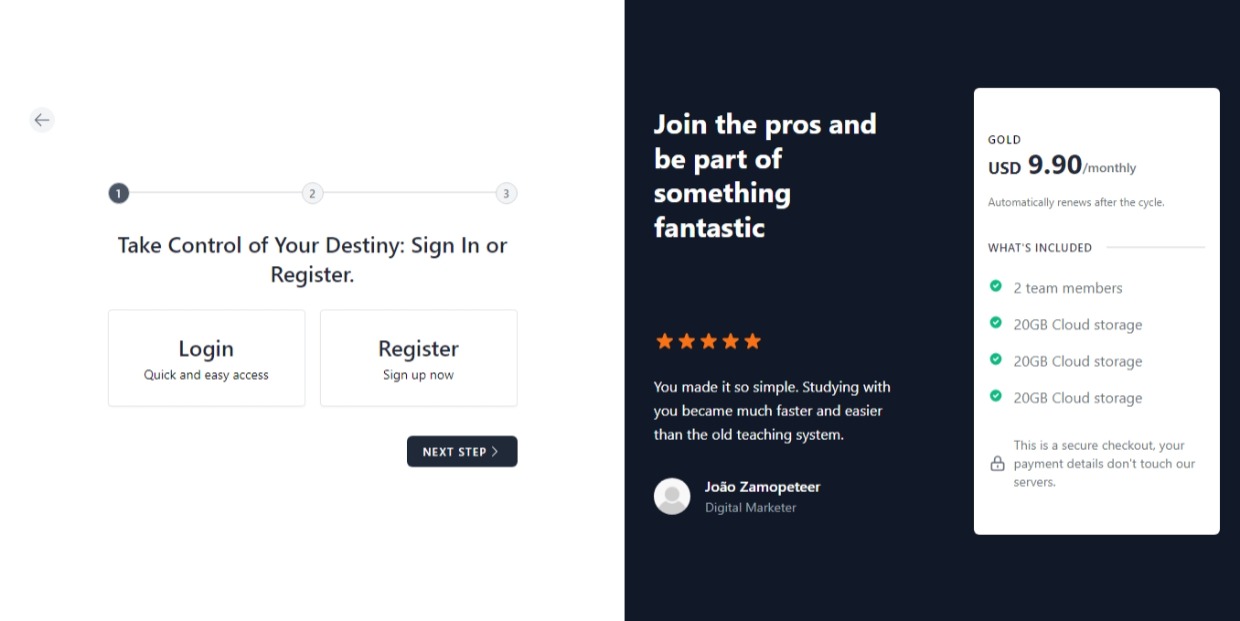 1
2
3
Take Control of Your Destiny: Sign In or
Register.
Login
Quick and easy access
Register
Sign up now
NEXT STEP
Join the pros and
be part of
something
fantastic
You made it so simple. Studying with
you became much faster and easier
than the old teaching system.
João Zamopeteer
Digital Marketer
GOLD
USD 9.90/monthly
Automatically renews after the cycle.
WHAT'S INCLUDED
2 team members
20GB Cloud storage
20GB Cloud storage
20GB Cloud storage
This is a secure checkout, your
payment details don't touch our
servers.